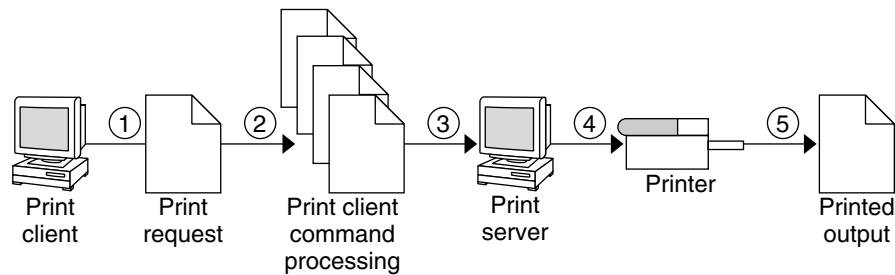 1
2
3
4
5
Print
client
Print
request
Print client
command
processing
Print
server
Printer
Printed
output